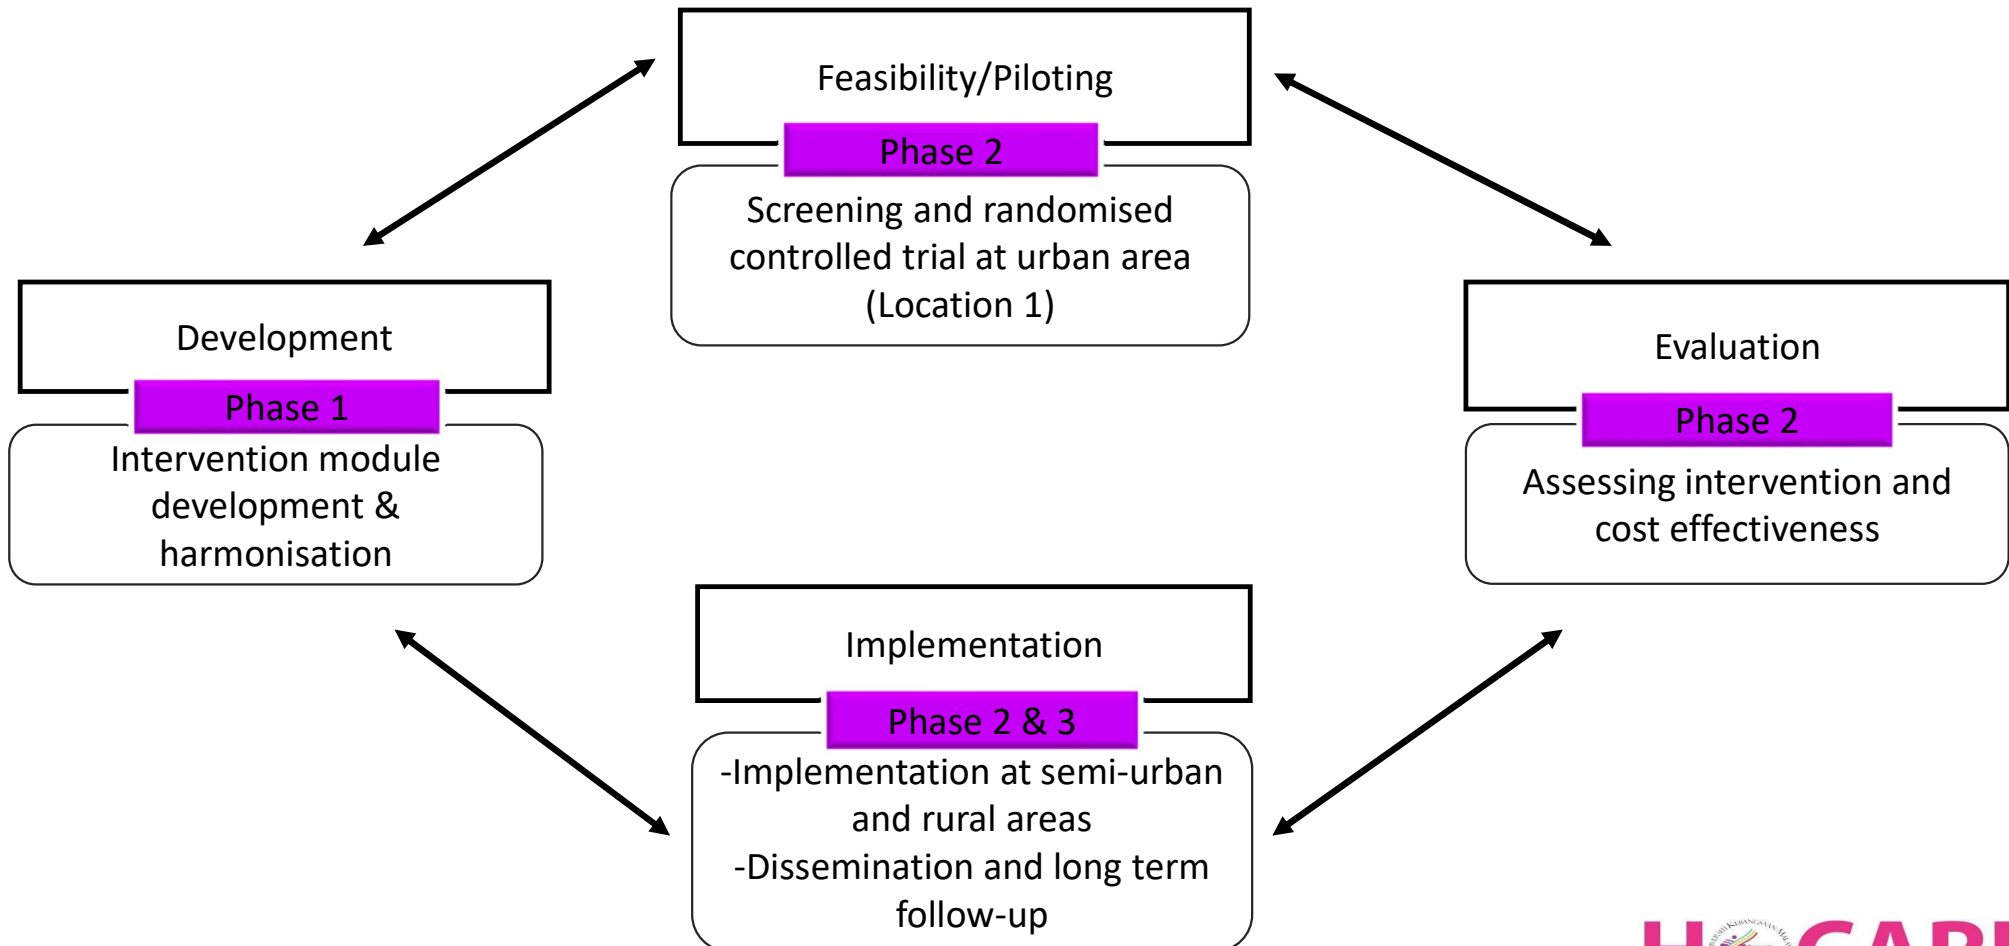 Feasibility/Piloting
Phase 2
Screening and randomised
controlled trial at urban area
(Location 1)
Development
Phase 1
Intervention module
development &
harmonisation
Evaluation
Phase 2
Assessing intervention and
cost effectiveness
Implementation
Phase 2 & 3
-Implementation at semi-urban
and rural areas
-Dissemination and long term
follow-up